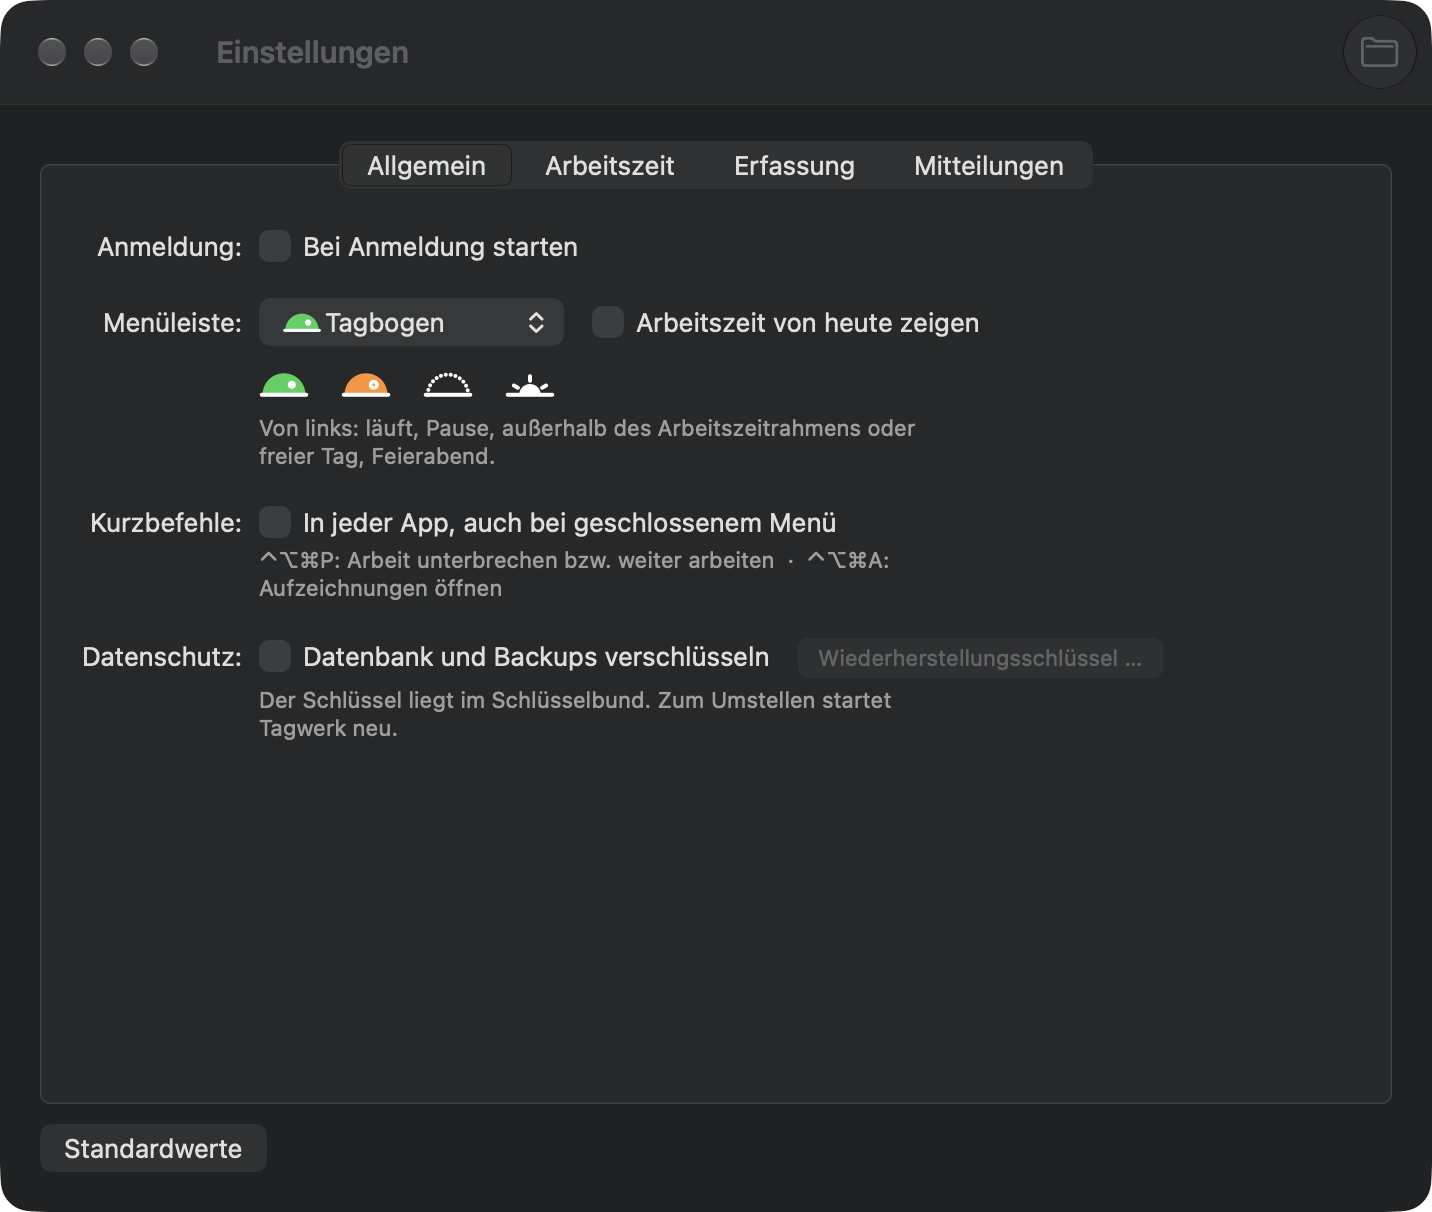 Einstellungen
Allgemein Arbeitszeit Erfassung Mitteilungen
Anmeldung: Bei Anmeldung starten
Menüleiste: Tagbogen Arbeitszeit von heute zeigen
Von links: läuft, Pause, außerhalb des Arbeitszeitrahmens oder
freier Tag, Feierabend.
Kurzbefehle: In jeder App, auch bei geschlossenem Menü
⌃⌥⌘P: Arbeit unterbrechen bzw. weiter arbeiten · ⌃⌥⌘A:
Aufzeichnungen öffnen
Datenschutz: Datenbank und Backups verschlüsseln Wiederherstellungsschlüssel ...
Der Schlüssel liegt im Schlüsselbund. Zum Umstellen startet
Tagwerk neu.
Standardwerte